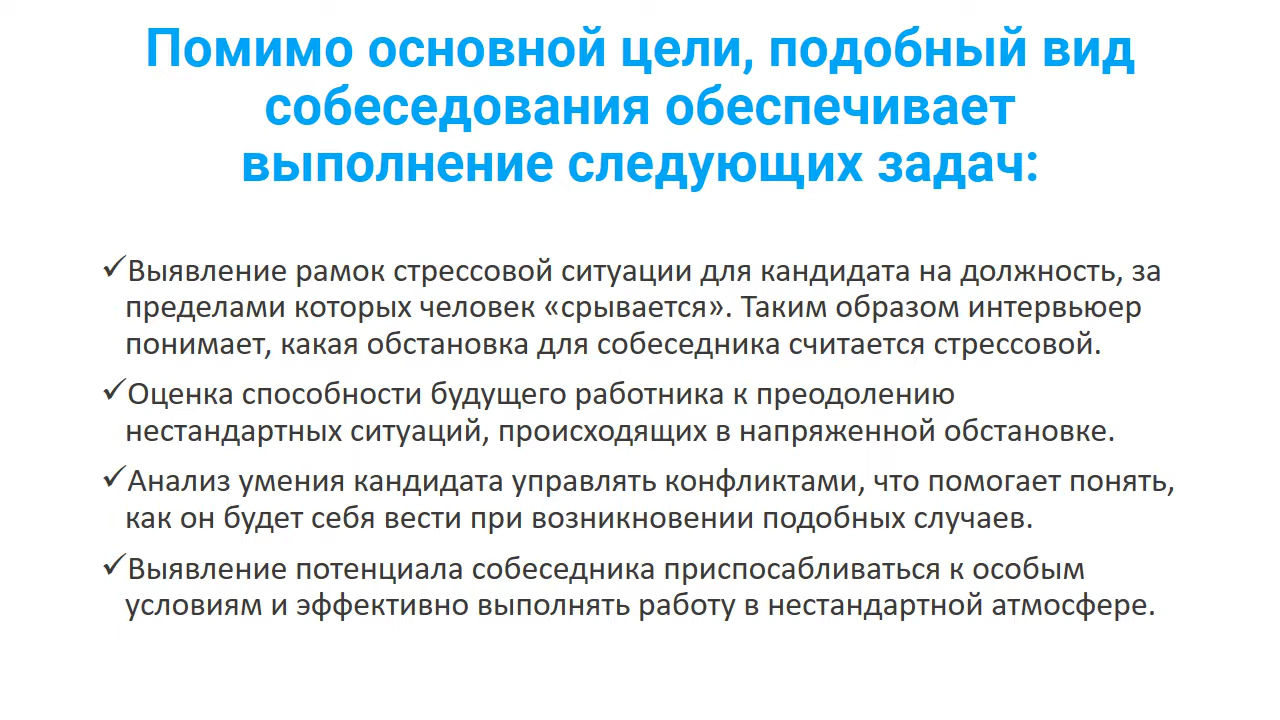 Помимо основной цели, подобный вид
собеседования обеспечивает
выполнение следующих задач:
✓Выявление рамок стрессовой ситуации для кандидата на должность, за
пределами которых человек «срывается». Таким образом интервьюер
понимает, какая обстановка для собеседника считается стрессовой.
✓Оценка способности будущего работника к преодолению
нестандартных ситуаций, происходящих в напряженной обстановке.
✓Анализ умения кандидата управлять конфликтами, что помогает понять,
как он будет себя вести при возникновении подобных случаев.
✓Выявление потенциала собеседника приспосабливаться к особым
условиям и эффективно выполнять работу в нестандартной атмосфере.